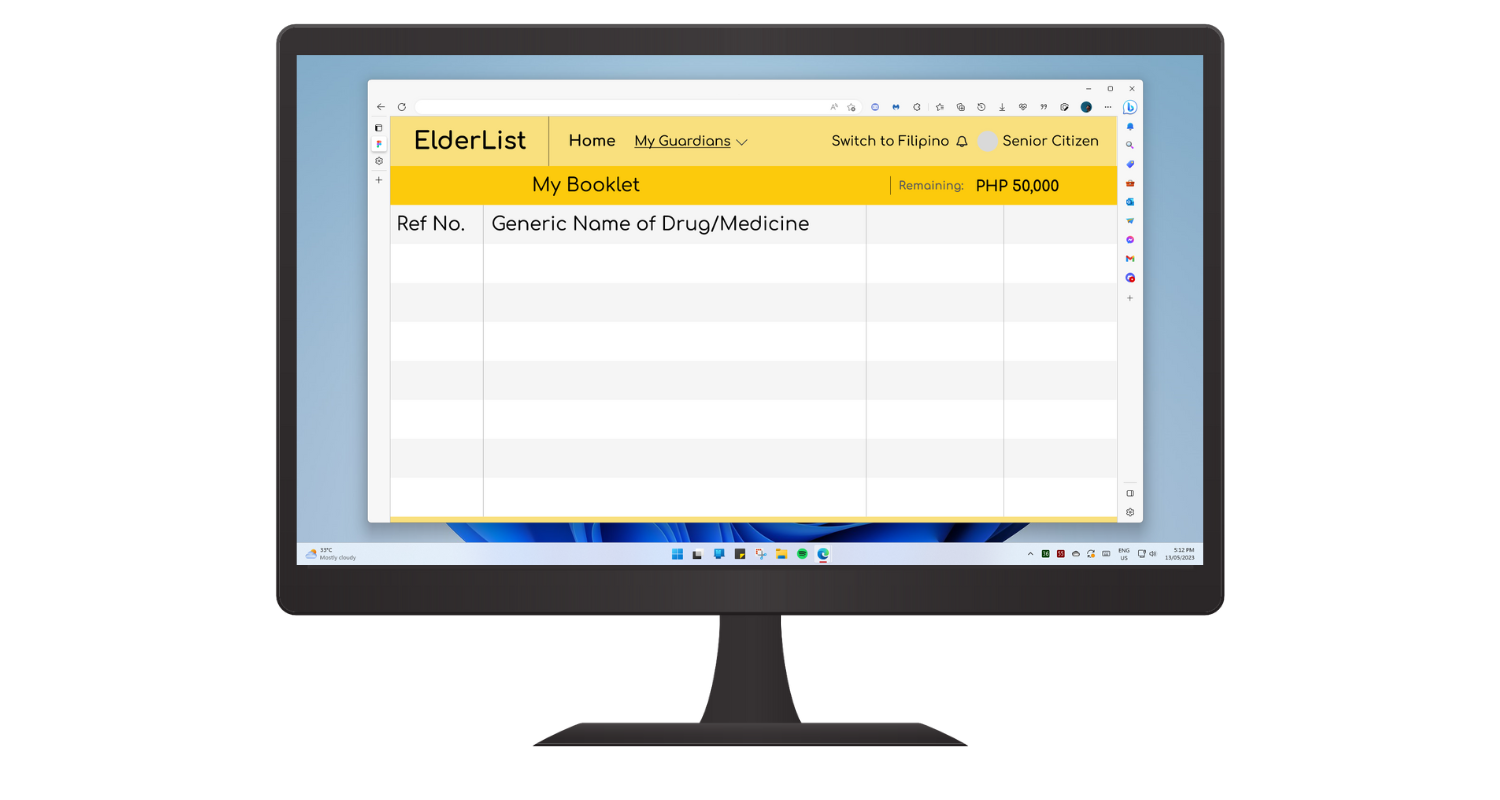 ElderList
Home My Guardians
Switch to Filipino
Senior Citizen
My Booklet
Remaining: PHP 50,000
Ref No. Generic Name of Drug/Medicine
33°C
Mostly cloudy
ENG
US
5:12 PM
13/05/2023